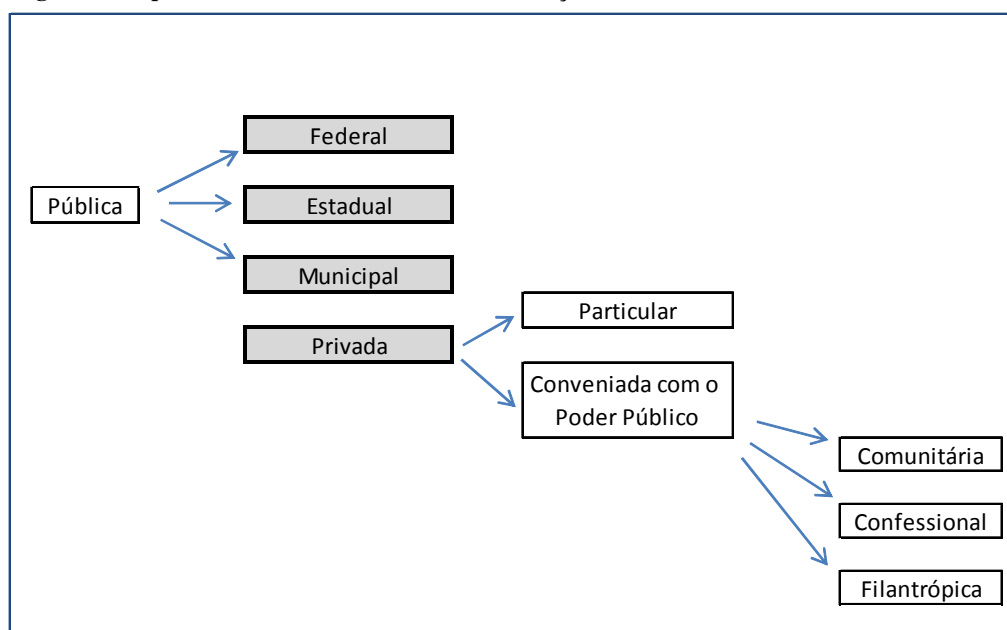 Federal
Pública
Estadual
Municipal
Particular
Privada
Conveniada com o
Poder Público
Comunitária
Confessional
Filantrópica